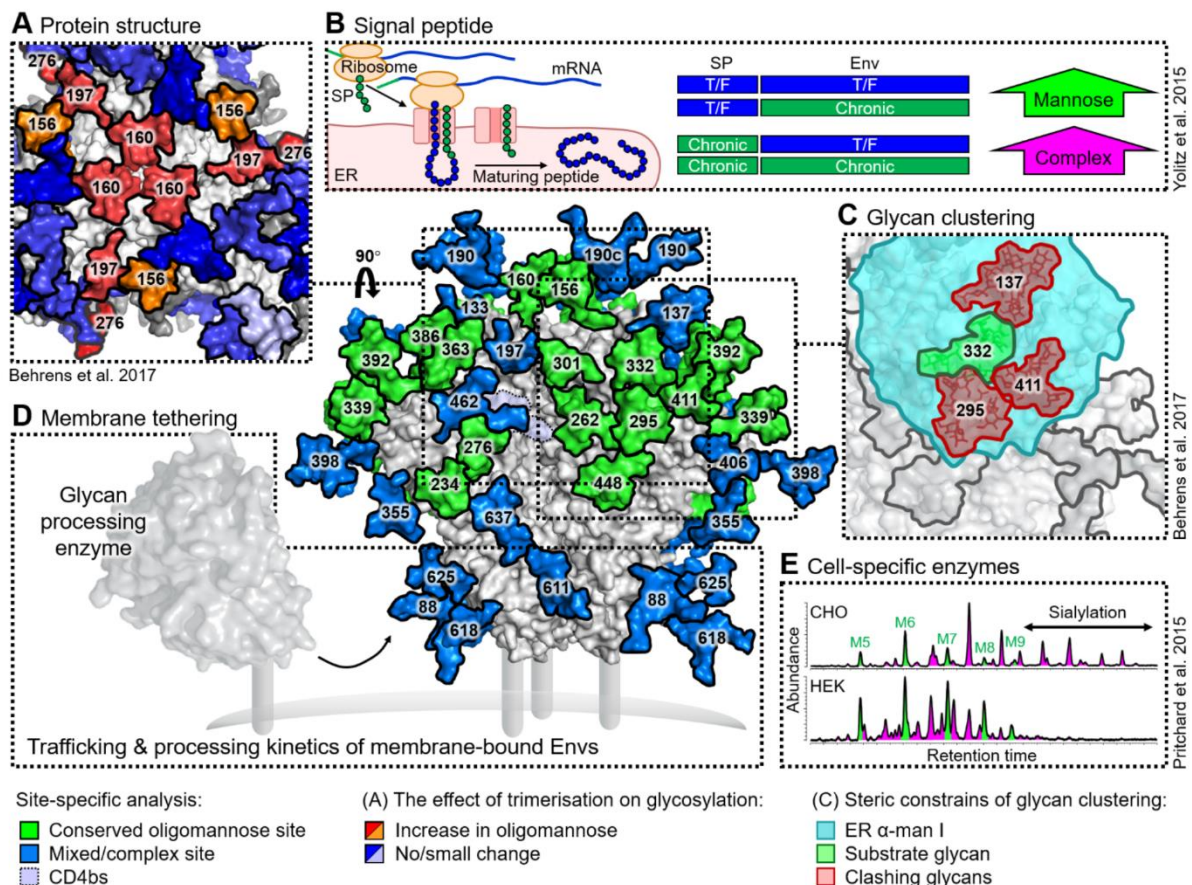 A Protein structure
276
197
156
160
156
197
276
160
160
197
156
276
Behrens et al. 2017
B Signal peptide
Ribosome
mRNA
SP
ER
Maturing peptide
SP Env
T/F T/F
T/F Chronic
Chronic T/F
Chronic Chronic
Mannose
Complex
Yolitz et al. 2015
90°
190
190c
190
160
156
133
137
386
363
392
197
301
332
392
339
462
262
295
411
339
276
398
234
448
406
398
355
637
355
625
88
618
611
88
625
618
C Glycan clustering
137
332
411
295
Behrens et al. 2017
D Membrane tethering
Glycan
processing
enzyme
Trafficking & processing kinetics of membrane-bound Envs
E Cell-specific enzymes
CHO
M5
M6
M7
M8
M9
Sialylation
HEK
Abundance
Retention time
Pritchard et al. 2015
Site-specific analysis:
Conserved oligomannose site
Mixed/complex site
CD4bs
(A) The effect of trimerisation on glycosylation:
Increase in oligomannose
No/small change
(C) Steric constrains of glycan clustering:
ER α-man I
Substrate glycan
Clashing glycans